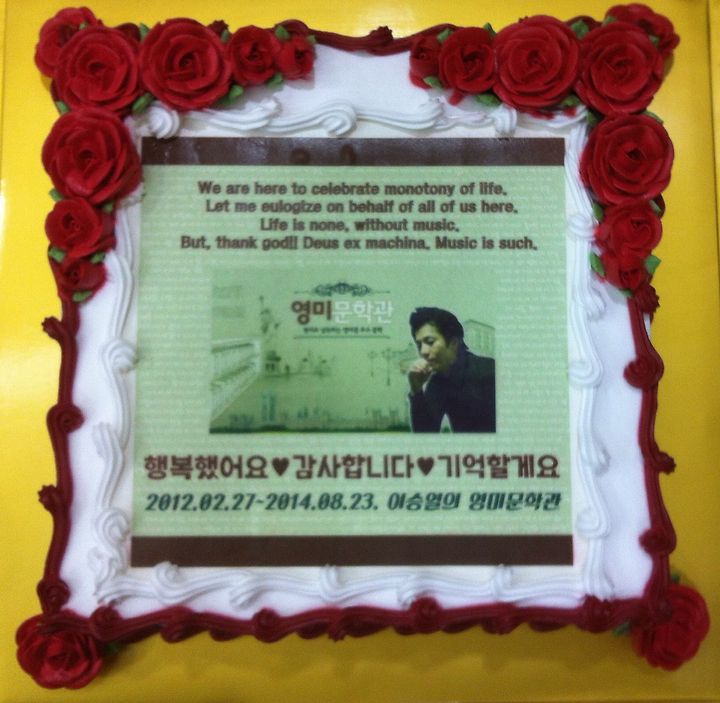 We are here to celebrate monotony of life.
Let me eulogize on behalf of all of us here.
Life is none, without music.
But, thank god!! Deus ex machina, Music is such.
영미문학관
행복했어요♥감사합니다♥기억할게요
2012.02.27~2014.08.23. 이승열의 영미문학관